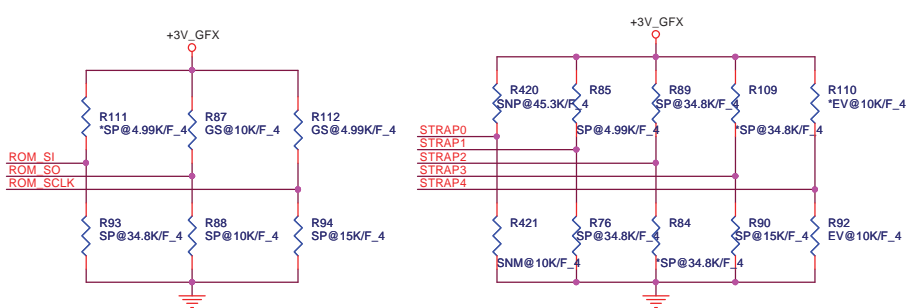 +3V_GFX
R111
*SP@4.99K/F_4
R87
GS@10K/F_4
R112
GS@4.99K/F_4
ROM_SI
ROM_SO
ROM_SCLK
R93
SP@34.8K/F_4
R88
SP@10K/F_4
R94
SP@15K/F_4
+3V_GFX
R420
SNP@45.3K/F_4
R85
SP@4.99K/F_4
R89
SP@34.8K/F_4
R109
*SP@34.8K/F_4
R110
*EV@10K/F_4
STRAP0
STRAP1
STRAP2
STRAP3
STRAP4
R421
SNM@10K/F_4
R76
SP@34.8K/F_4
R84
*SP@34.8K/F_4
R90
SP@15K/F_4
R92
EV@10K/F_4